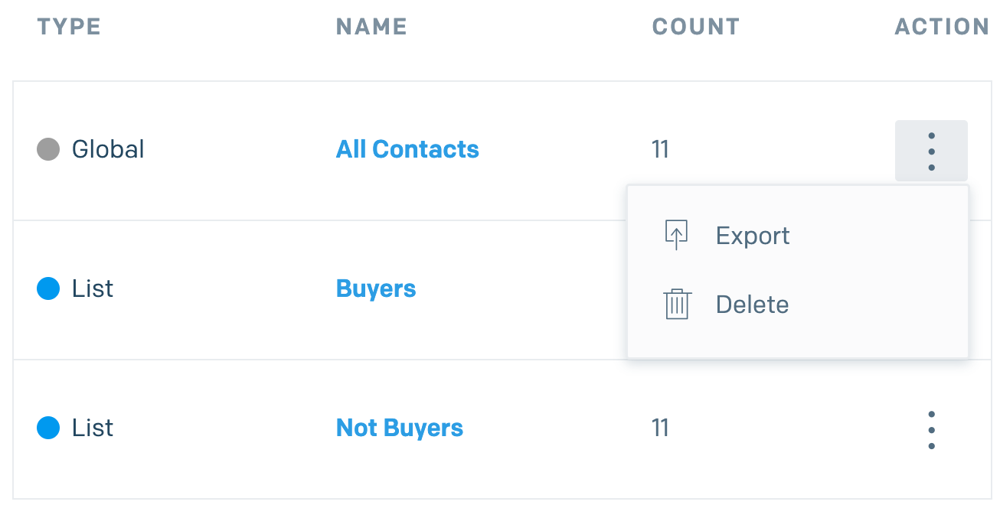 TYPE NAME COUNT ACTION
Global All Contacts 11
Export
List Buyers
Delete
List Not Buyers 11